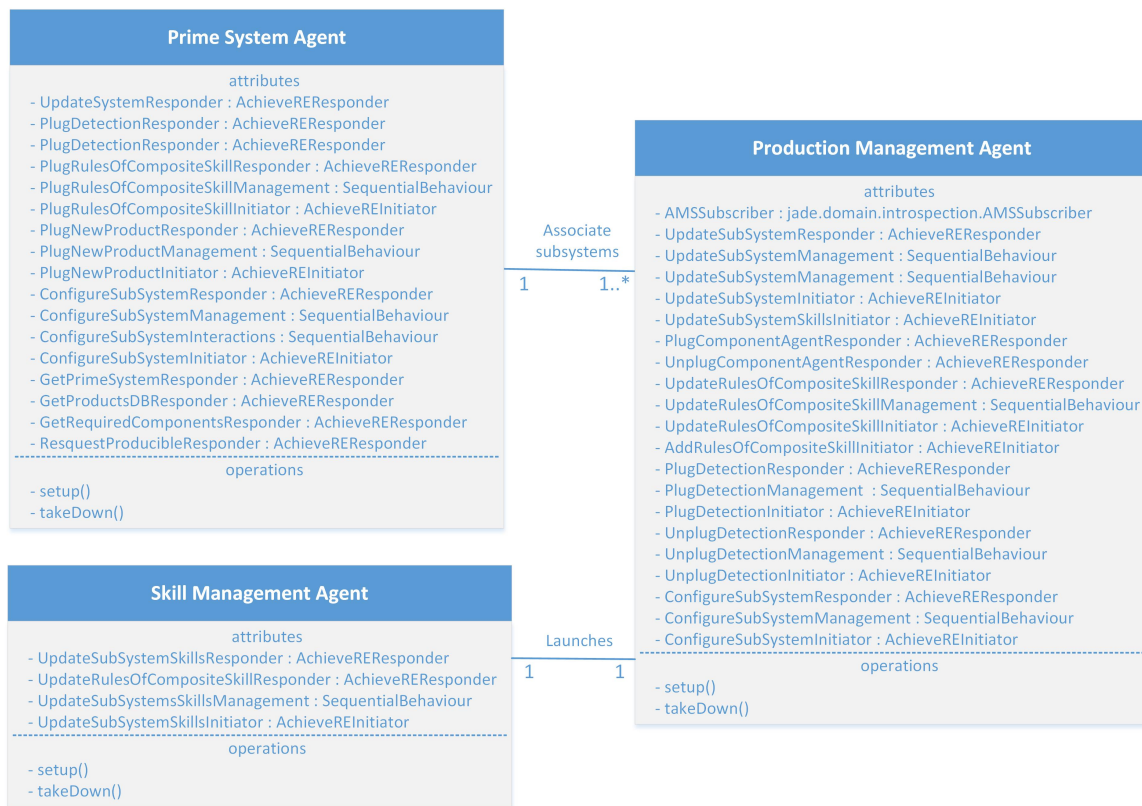 Prime System Agent
attributes
- UpdateSystemResponder : AchieveREResponder
- PlugDetectionResponder : AchieveREResponder
- PlugDetectionResponder : AchieveREResponder
- PlugRulesOfCompositeSkillResponder : AchieveREResponder
- PlugRulesOfCompositeSkillManagement : SequentialBehaviour
- PlugRulesOfCompositeSkillInitiator : AchieveREInitiator
- PlugNewProductResponder : AchieveREResponder
- PlugNewProductManagement : SequentialBehaviour
- PlugNewProductInitiator : AchieveREInitiator
- ConfigureSubSystemResponder : AchieveREResponder
- ConfigureSubSystemManagement : SequentialBehaviour
- ConfigureSubSystemInteractions : SequentialBehaviour
- ConfigureSubSystemInitiator : AchieveREInitiator
- GetPrimeSystemResponder : AchieveREResponder
- GetProductsDBResponder : AchieveREResponder
- GetRequiredComponentsResponder : AchieveREResponder
- ResquestProducibleResponder : AchieveREResponder
operations
- setup()
- takeDown()
Associate
subsystems
1 1..*
Production Management Agent
attributes
- AMSSubscriber : jade.domain.introspection.AMSSubscriber
- UpdateSubSystemResponder : AchieveREResponder
- UpdateSubSystemManagement : SequentialBehaviour
- UpdateSubSystemManagement : SequentialBehaviour
- UpdateSubSystemInitiator : AchieveREInitiator
- UpdateSubSystemSkillsInitiator : AchieveREInitiator
- PlugComponentAgentResponder : AchieveREResponder
- UnplugComponentAgentResponder : AchieveREResponder
- UpdateRulesOfCompositeSkillResponder : AchieveREResponder
- UpdateRulesOfCompositeSkillManagement : SequentialBehaviour
- UpdateRulesOfCompositeSkillInitiator : AchieveREInitiator
- AddRulesOfCompositeSkillInitiator : AchieveREInitiator
- PlugDetectionResponder : AchieveREResponder
- PlugDetectionManagement : SequentialBehaviour
- PlugDetectionInitiator : AchieveREInitiator
- UnplugDetectionResponder : AchieveREResponder
- UnplugDetectionManagement : SequentialBehaviour
- UnplugDetectionInitiator : AchieveREInitiator
- ConfigureSubSystemResponder : AchieveREResponder
- ConfigureSubSystemManagement : SequentialBehaviour
- ConfigureSubSystemInitiator : AchieveREInitiator
operations
- setup()
- takeDown()
Skill Management Agent
attributes
- UpdateSubSystemSkillsResponder : AchieveREResponder
- UpdateRulesOfCompositeSkillResponder : AchieveREResponder
- UpdateSubSystemsSkillsManagement : SequentialBehaviour
- UpdateSubSystemSkillsInitiator : AchieveREInitiator
operations
- setup()
- takeDown()
Launches
1 1